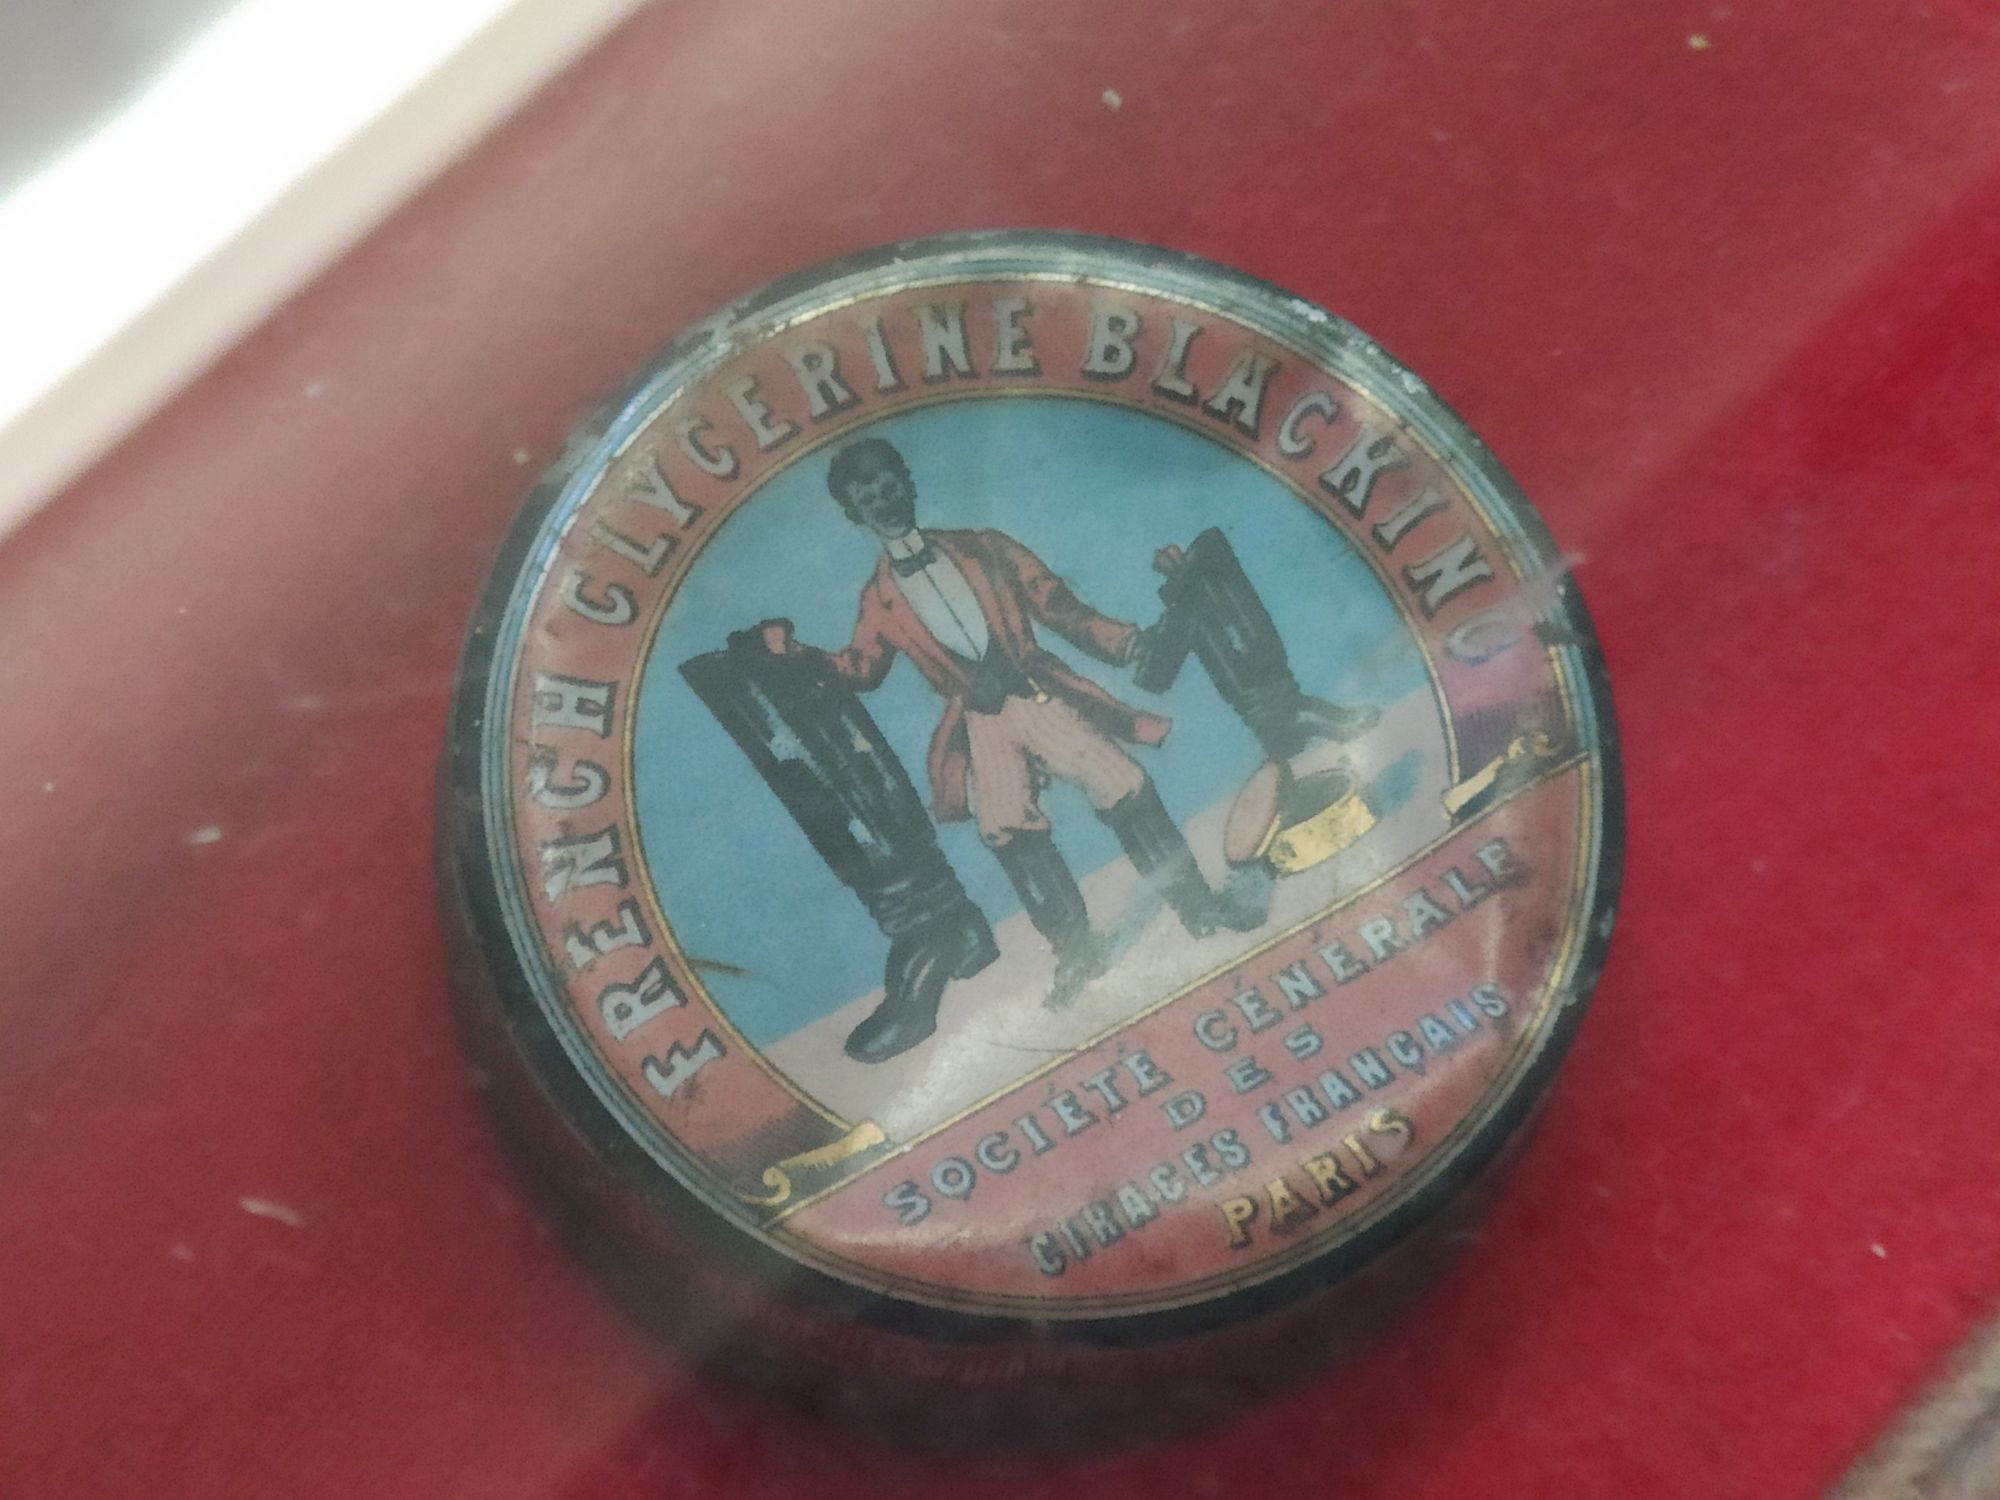 FRENCH GLYCERINE BLACKING
SOCIÉTÉ GÉNÉRALE
DES
CIRAGES FRANÇAIS
PARIS